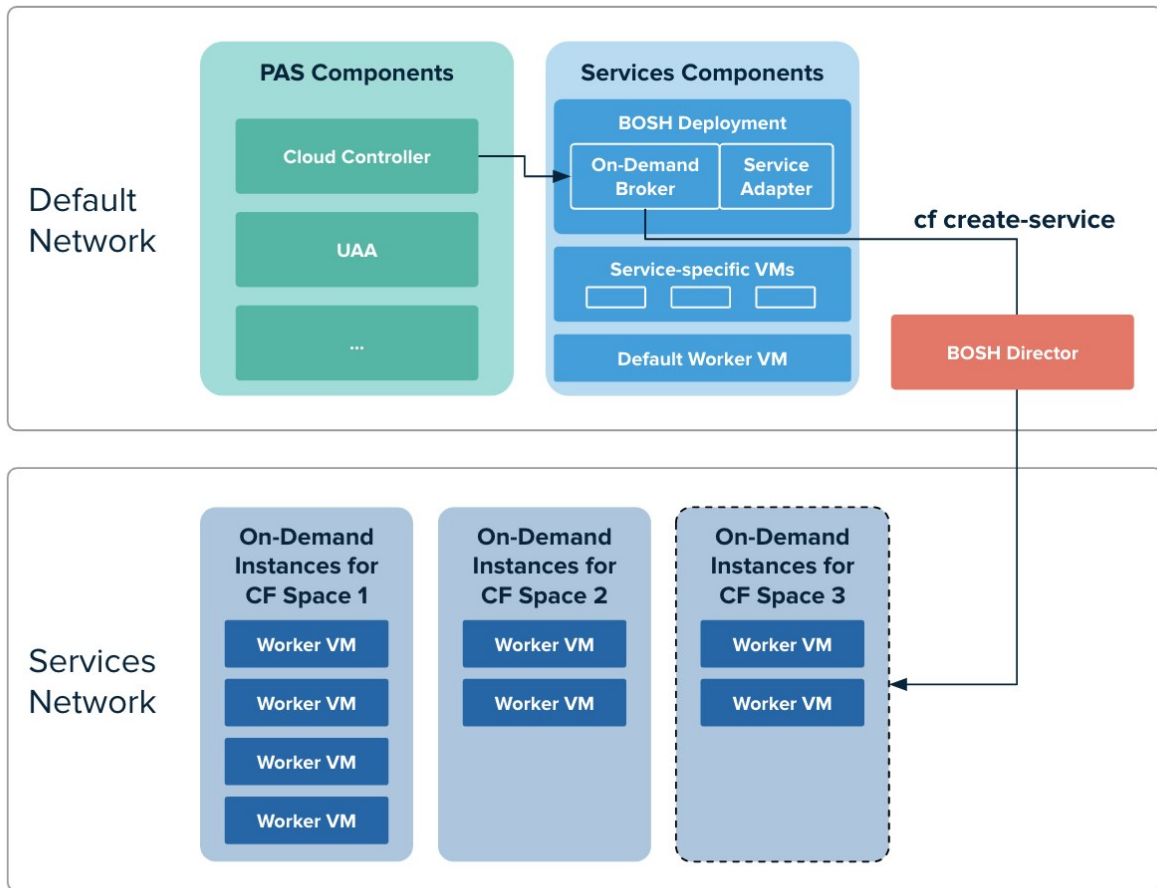 PAS Components
Cloud Controller
UAA
...
Services Components
BOSH Deployment
On-Demand
Broker
Service
Adapter
Service-specific VMs
Default Worker VM
Default
Network
cf create-service
BOSH Director
Services
Network
On-Demand
Instances for
CF Space 1
Worker VM
Worker VM
Worker VM
Worker VM
On-Demand
Instances for
CF Space 2
Worker VM
Worker VM
On-Demand
Instances for
CF Space 3
Worker VM
Worker VM